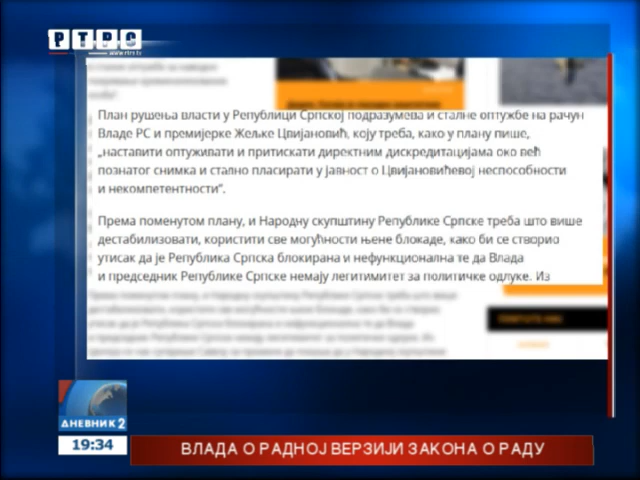 РТРС
www.rtrs.tv
План рушења власти у Републици Српској подразумева и сталне оптужбе на рачун
Владе РС и премијерке Жељке Цвијановић, коју треба, како у плану пише,
„наставити оптуживати и притискати директним дискредитацијама око већ
познатог снимка и стално пласирати у јавност о Цвијановићевој неспособности
и некомпетентности“.
Према поменутом плану, и Народну скупштину Републике Српске треба што више
дестабилизовати, користити све могућности њене блокаде, како би се створио
утисак да је Република Српска блокирана и нефункционална те да Влада
и председник Републике Српске немају легитимитет за политичке одлуке. Из
ДНЕВНИК 2
19:34
ВЛАДА О РАДНОЈ ВЕРЗИЈИ ЗАКОНА О РАДУ